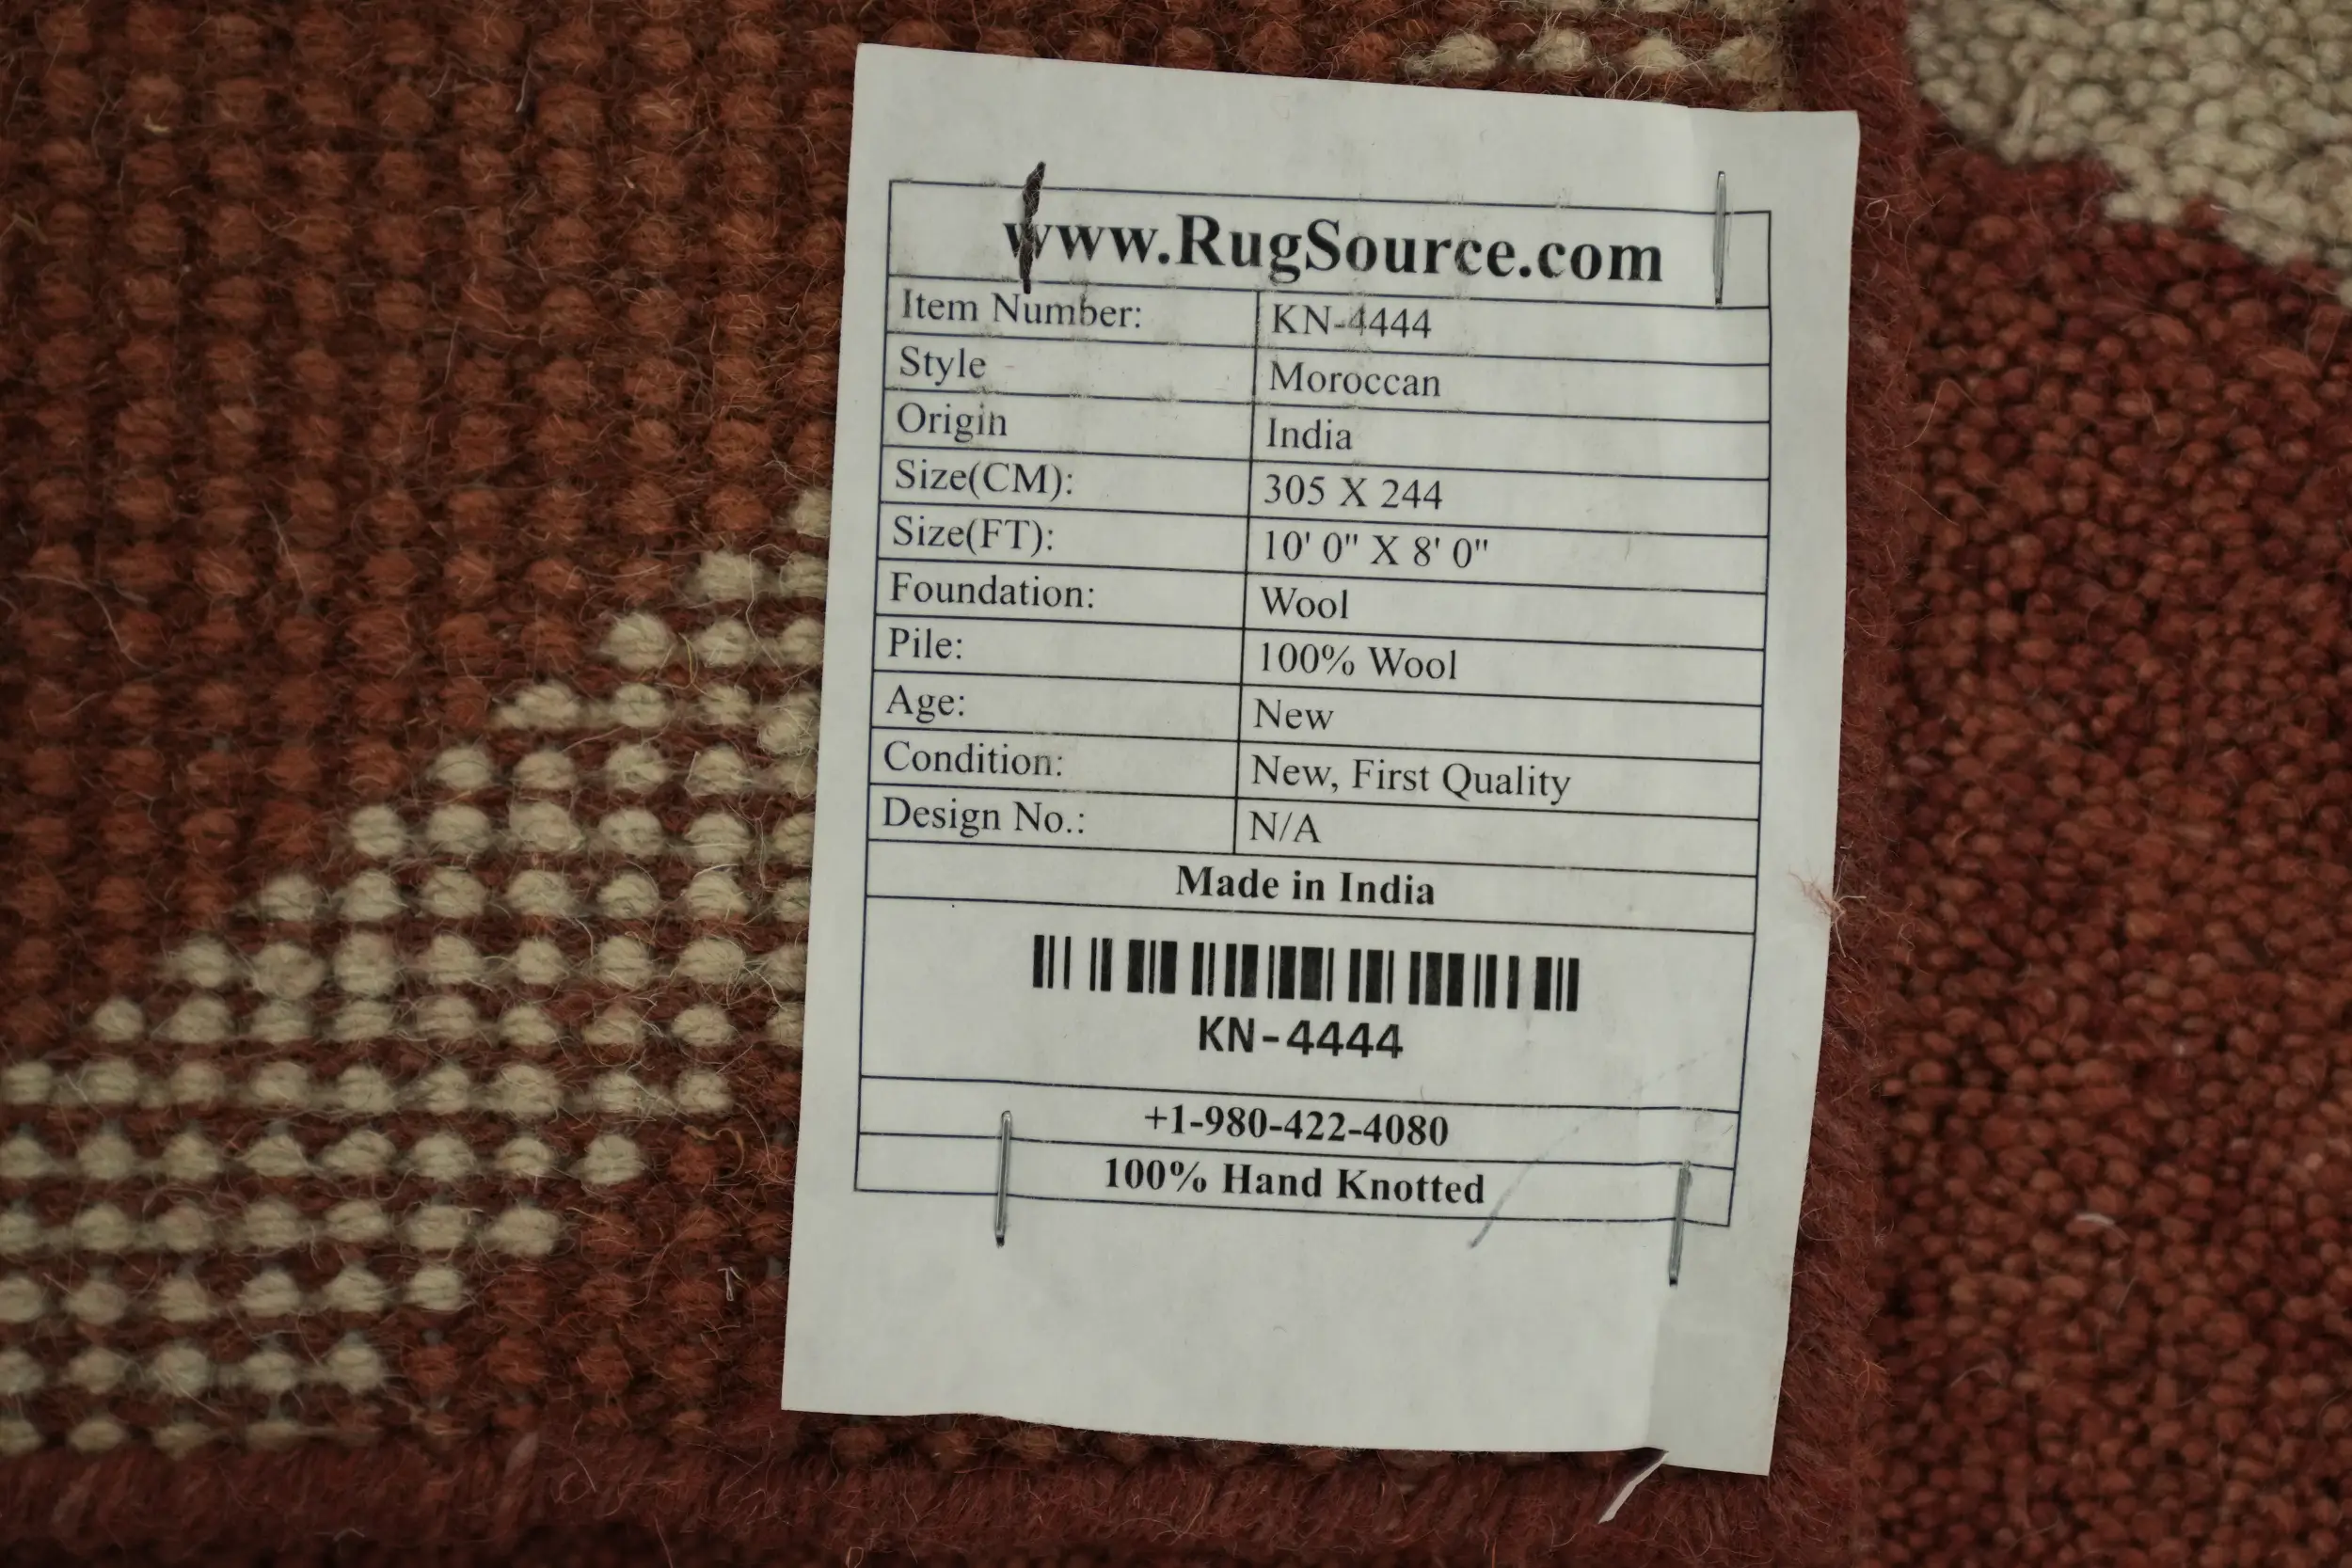 www.RugSource.com
Item Number: KN-4444
Style Moroccan
Origin India
Size(CM): 305 X 244
Size(FT): 10' 0" X 8' 0"
Foundation: Wool
Pile: 100% Wool
Age: New
Condition: New, First Quality
Design No.: N/A
Made in India
KN-4444
+1-980-422-4080
100% Hand Knotted